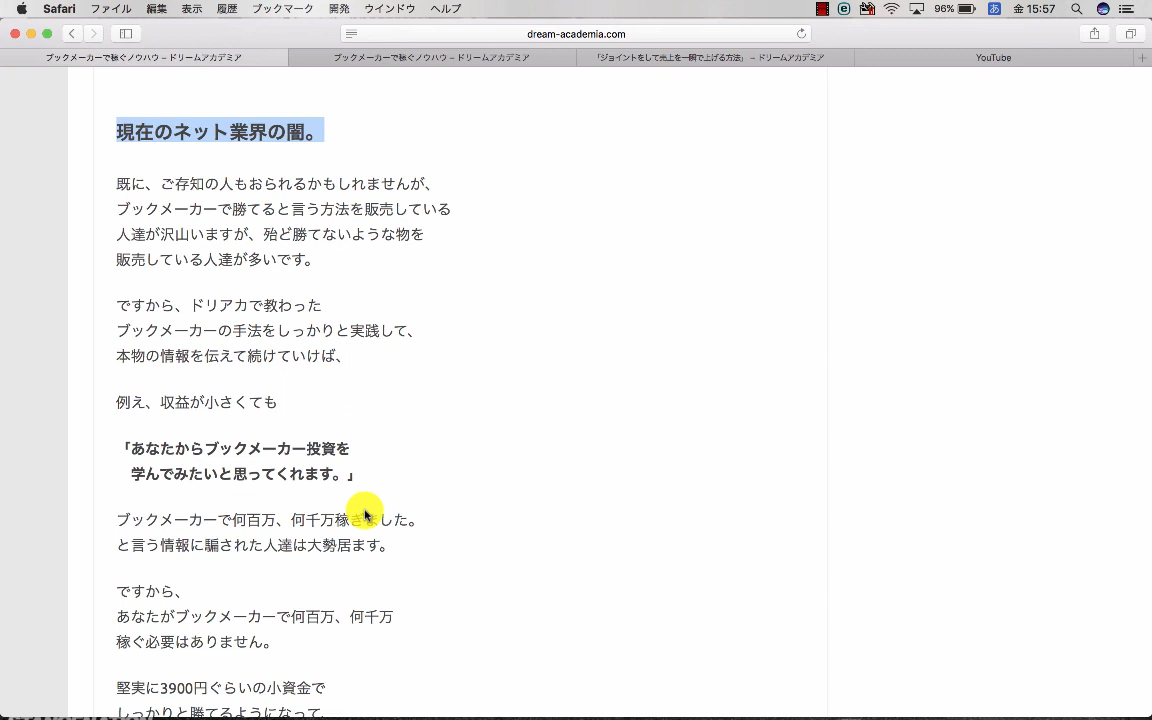 Safari ファイル 編集 表示 履歴 ブックマーク 開発 ウインドウ ヘルプ 96% あ 金 15:57
dream-academia.com
ブックメーカーで稼ぐノウハウ – ドリームアカデミア
ブックメーカーで稼ぐノウハウ – ドリームアカデミア
「ジョイントをして売上を一瞬で上げる方法」 – ドリームアカデミア
YouTube
現在のネット業界の闇。
既に、ご存知の人もおられるかもしれませんが、
ブックメーカーで勝てると言う方法を販売している
人達が沢山いますが、殆ど勝てないような物を
販売している人達が多いです。
ですから、ドリアカで教わった
ブックメーカーの手法をしっかりと実践して、
本物の情報を伝えて続けていけば、
例え、収益が小さくても
「あなたからブックメーカー投資を
学んでみたいと思ってくれます。」
ブックメーカーで何百万、何千万稼ぎました。
と言う情報に騙された人達は大勢居ます。
ですから、
あなたがブックメーカーで何百万、何千万
稼ぐ必要はありません。
堅実に3900円ぐらいの小資金で
しっかりと勝てるようになって、